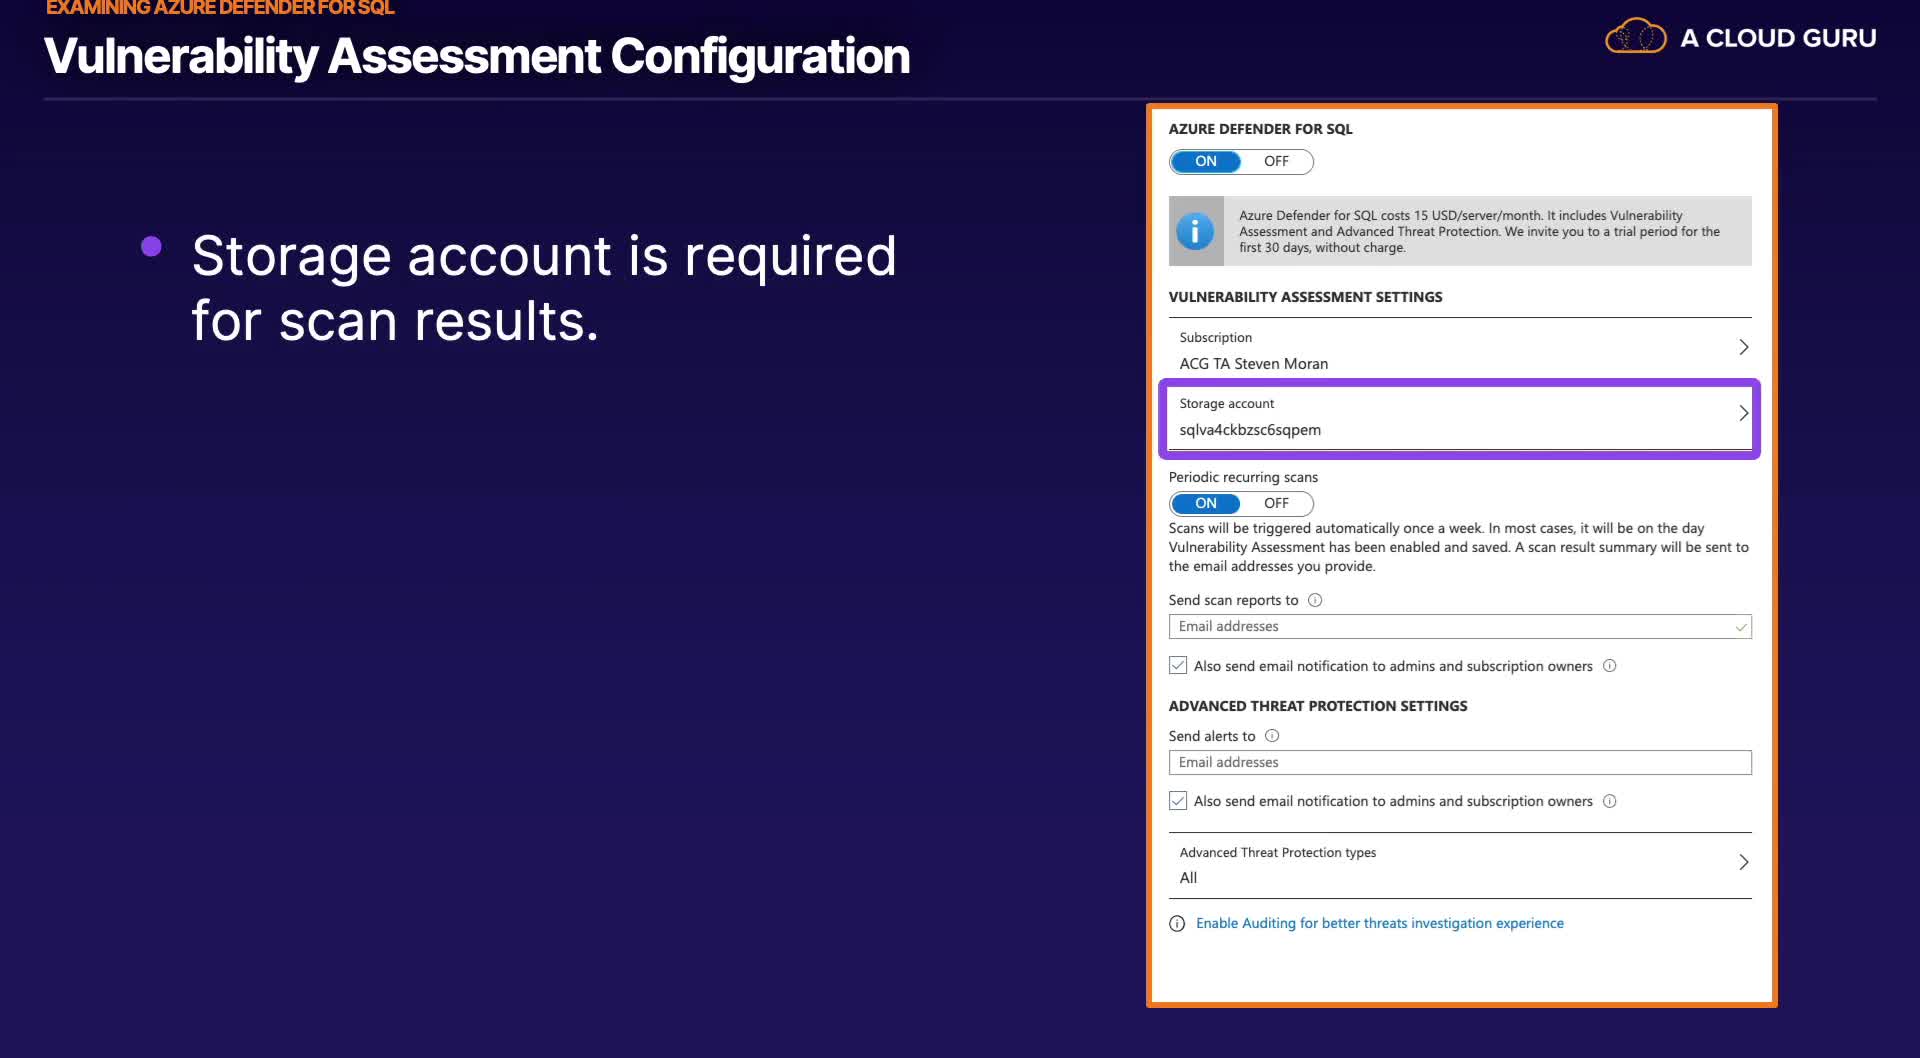 EXAMINING AZURE DEFENDER FOR SQL
Vulnerability Assessment Configuration
A CLOUD GURU
Storage account is required
for scan results.
AZURE DEFENDER FOR SQL
ON OFF
Azure Defender for SQL costs 15 USD/server/month. It includes Vulnerability
Assessment and Advanced Threat Protection. We invite you to a trial period for the
first 30 days, without charge.
VULNERABILITY ASSESSMENT SETTINGS
Subscription
ACG TA Steven Moran
Storage account
sqlva4ckbzsc6sqpem
Periodic recurring scans
ON OFF
Scans will be triggered automatically once a week. In most cases, it will be on the day
Vulnerability Assessment has been enabled and saved. A scan result summary will be sent to
the email addresses you provide.
Send scan reports to
Email addresses
Also send email notification to admins and subscription owners
ADVANCED THREAT PROTECTION SETTINGS
Send alerts to
Email addresses
Also send email notification to admins and subscription owners
Advanced Threat Protection types
All
Enable Auditing for better threats investigation experience